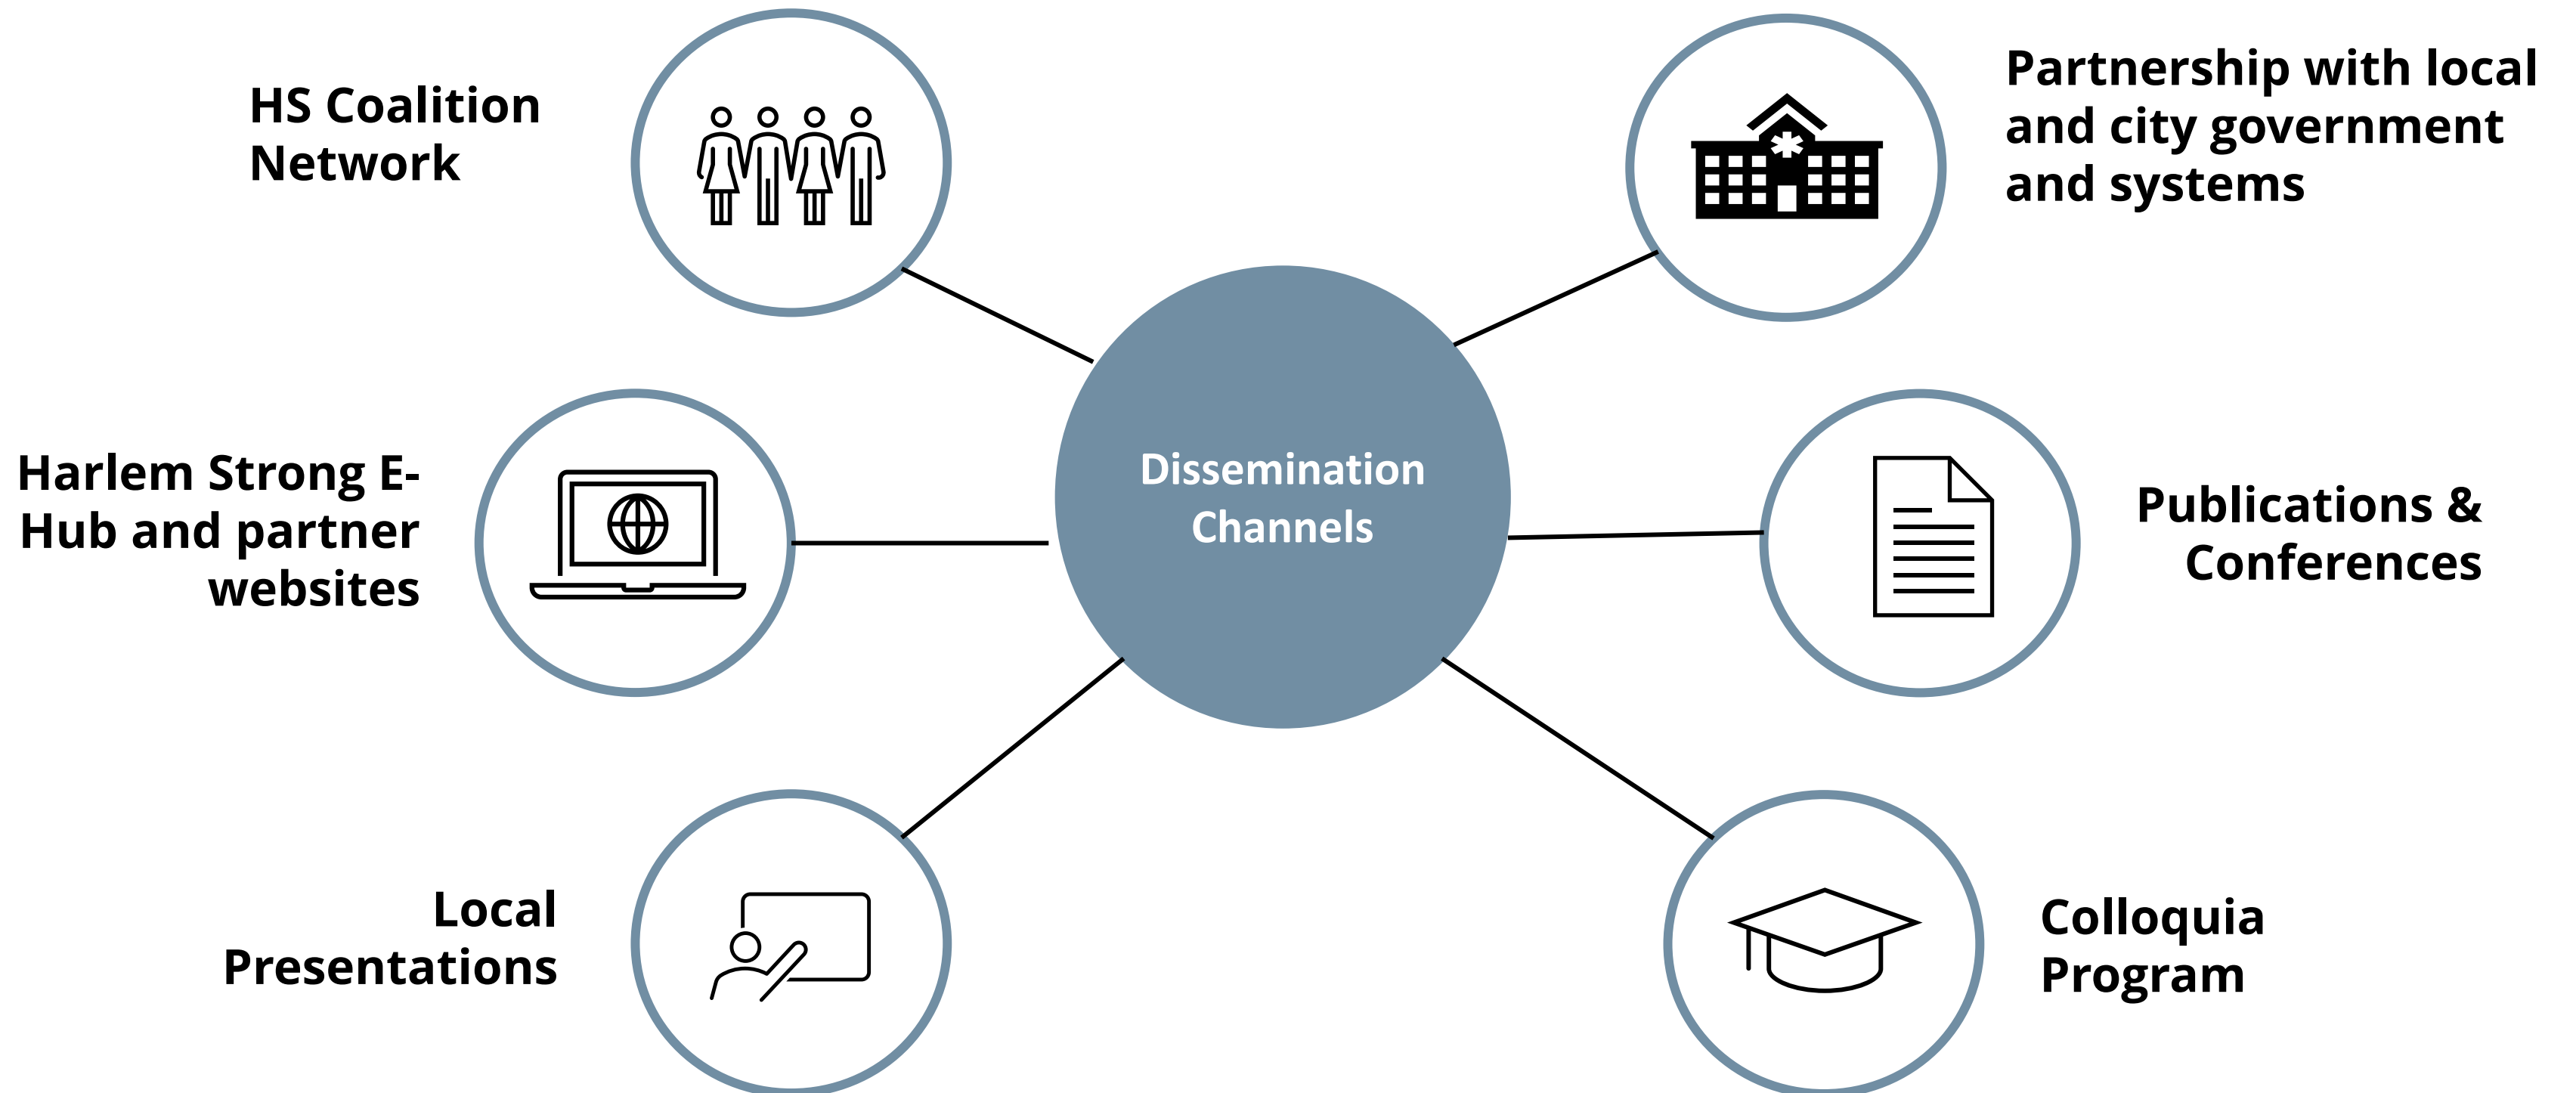 HS Coalition
Network
Partnership with local
and city government
and systems
Harlem Strong E-
Hub and partner
websites
Dissemination
Channels
Publications &
Conferences
Local
Presentations
Colloquia
Program